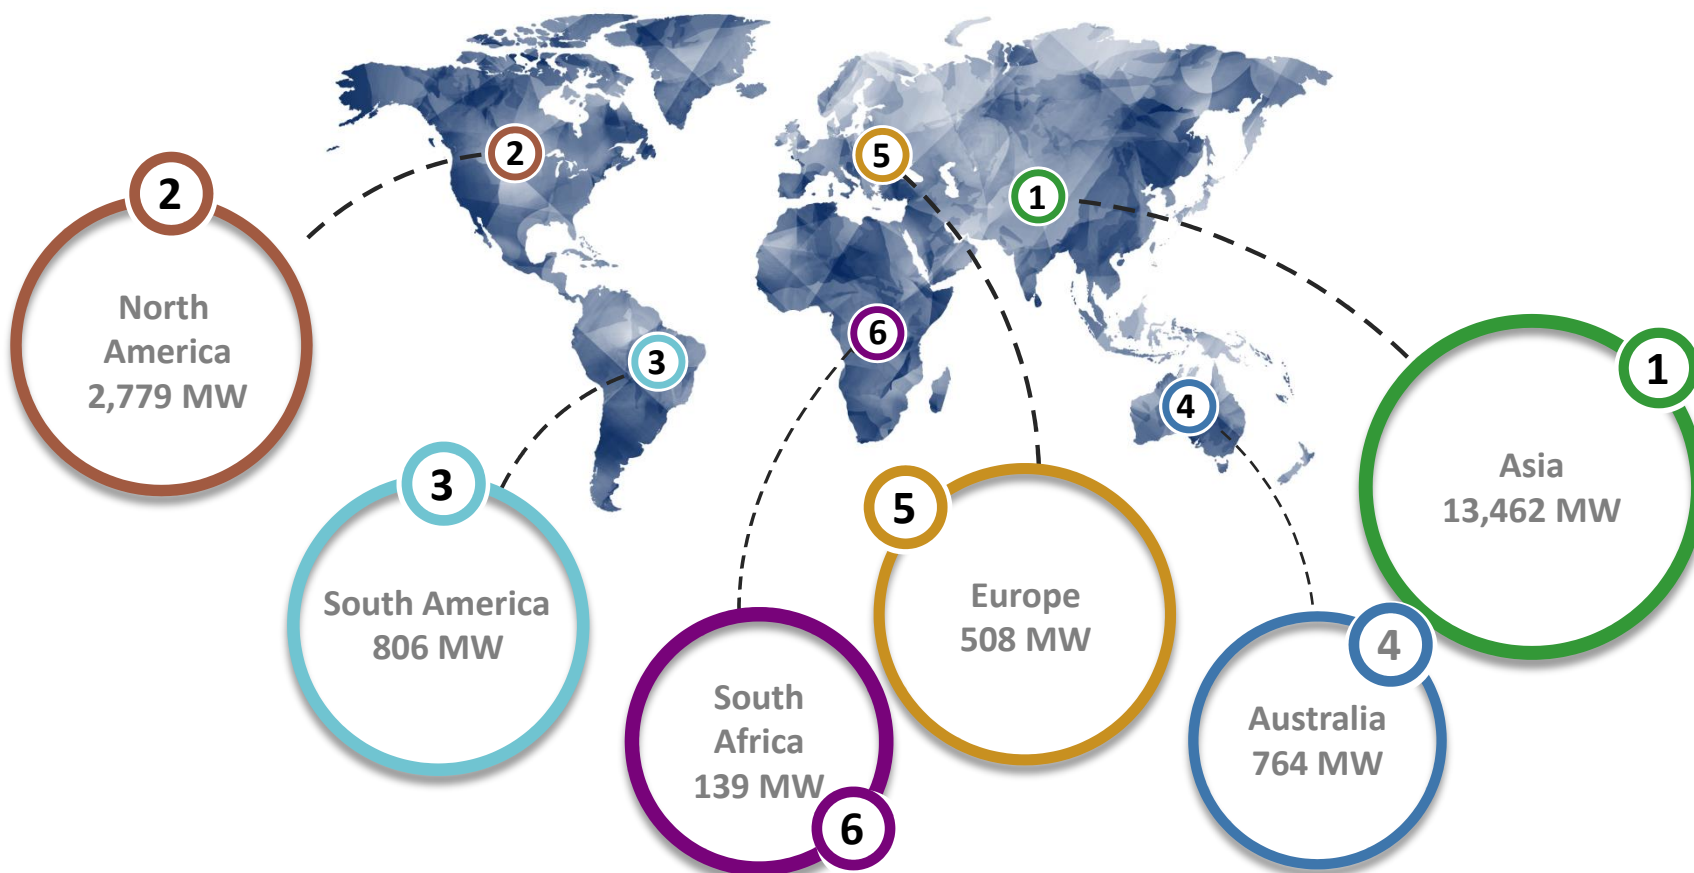 2
5
1
2
North
America
2,779 MW
6
3
1
4
Asia
13,462 MW
3
5
South America
806 MW
Europe
508 MW
4
South
Africa
139 MW
Australia
764 MW
6